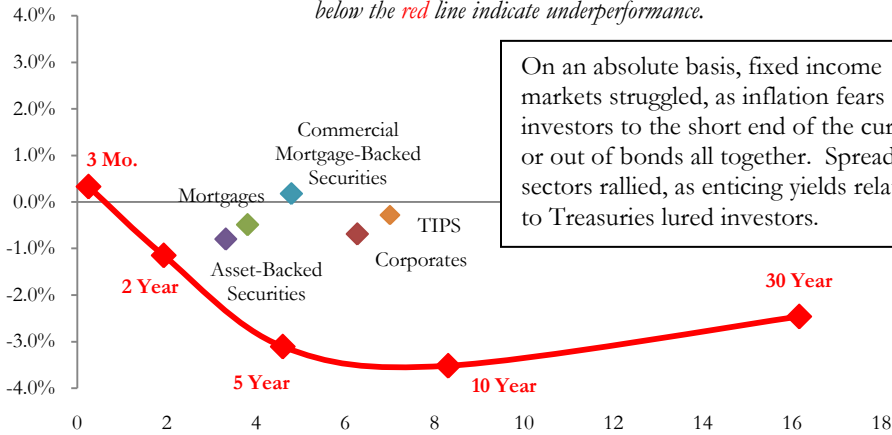 below the red line indicate underperformance.
4.0%
3.0%
2.0%
1.0%
0.0%
-1.0%
-2.0%
-3.0%
-4.0%
On an absolute basis, fixed income
markets struggled, as inflation fears
investors to the short end of the cur
or out of bonds all together. Spread
sectors rallied, as enticing yields rela
to Treasuries lured investors.
3 Mo.
Commercial
Mortgage-Backed
Securities
Mortgages
TIPS
Corporates
Asset-Backed
Securities
2 Year
5 Year
10 Year
30 Year
0
2
4
6
8
10
12
14
16
18